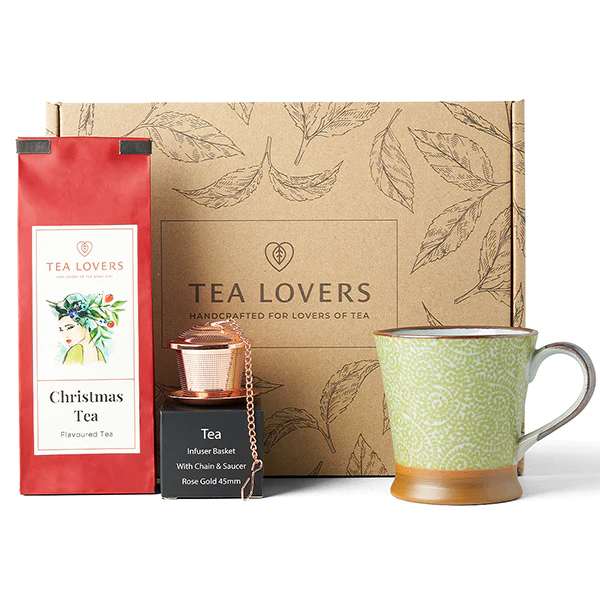 TEA LOVERS
Christmas
Tea
Flavoured Tea
TEA LOVERS
HANDCRAFTED FOR LOVERS OF TEA
Tea
Infuser Basket
With Chain & Saucer
Rose Gold 45mm